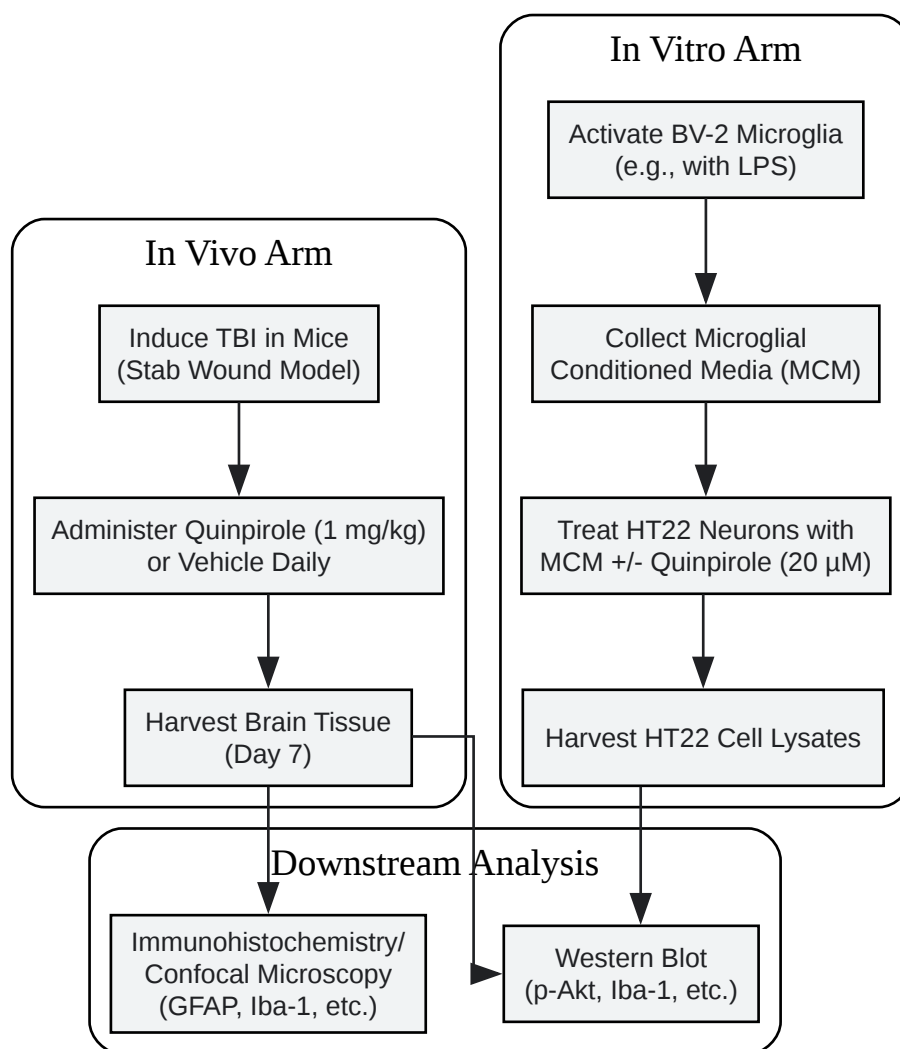 In Vitro Arm
Activate BV-2 Microglia
(e.g., with LPS)
Collect Microglial
Conditioned Media (MCM)
Treat HT22 Neurons with
MCM +/- Quinpirole (20 µM)
Harvest HT22 Cell Lysates
In Vivo Arm
Induce TBI in Mice
(Stab Wound Model)
Administer Quinpirole (1 mg/kg)
or Vehicle Daily
Harvest Brain Tissue
(Day 7)
Downstream Analysis
Immunohistochemistry/
Confocal Microscopy
(GFAP, Iba-1, etc.)
Western Blot
(p-Akt, Iba-1, etc.)